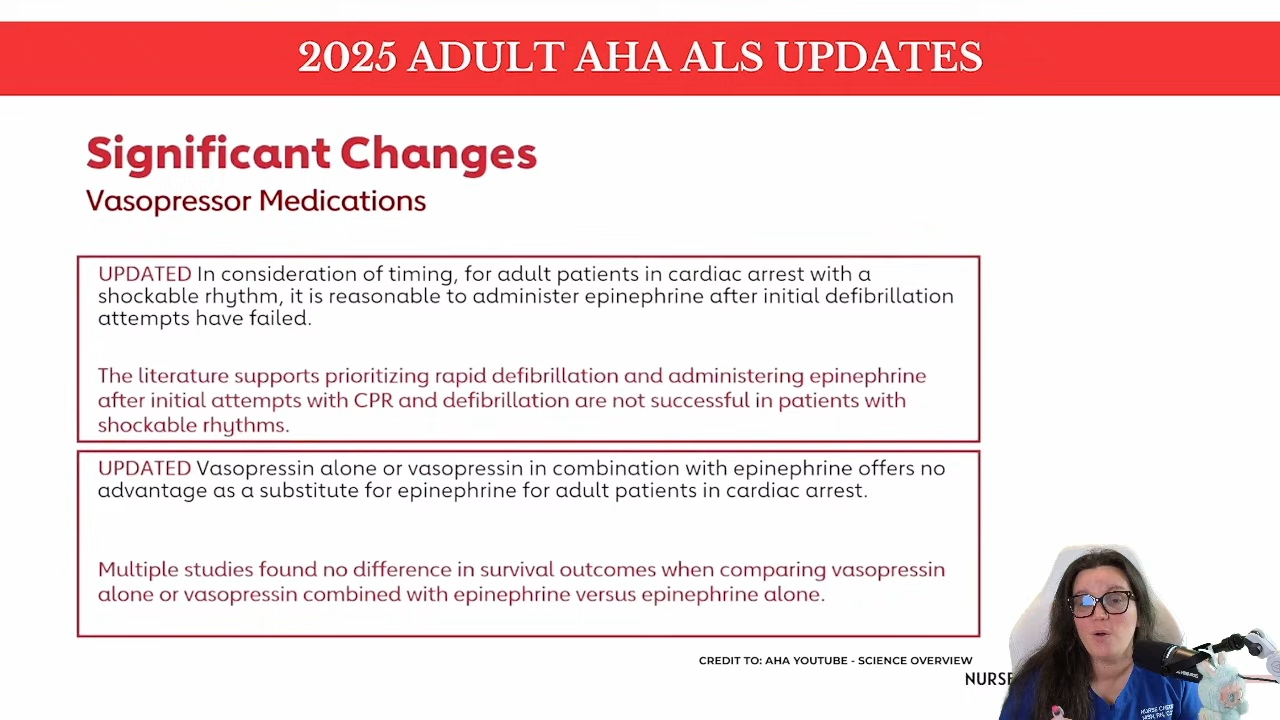 2025 ADULT AHA ALS UPDATES
Significant Changes
Vasopressor Medications
UPDATED In consideration of timing, for adult patients in cardiac arrest with a
shockable rhythm, it is reasonable to administer epinephrine after initial defibrillation
attempts have failed.
The literature supports prioritizing rapid defibrillation and administering epinephrine
after initial attempts with CPR and defibrillation are not successful in patients with
shockable rhythms.
UPDATED Vasopressin alone or vasopressin in combination with epinephrine offers no
advantage as a substitute for epinephrine for adult patients in cardiac arrest.
Multiple studies found no difference in survival outcomes when comparing vasopressin
alone or vasopressin combined with epinephrine versus epinephrine alone.
CREDIT TO: AHA YOUTUBE - SCIENCE OVERVIEW
NURSE
NURSE